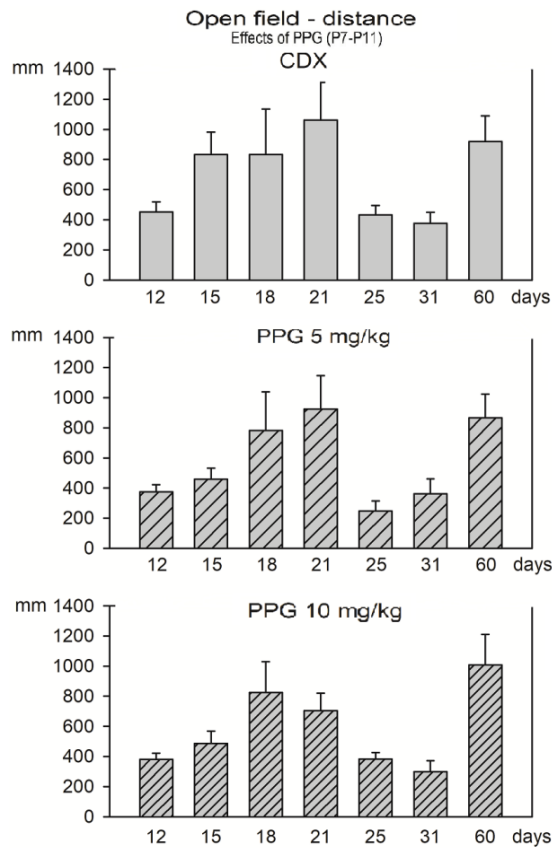 Open field - distance
Effects of PPG (P7-P11)
CDX
mm
1400
1200
1000
800
600
400
200
0
12 15 18 21 25 31 60 days
PPG 5 mg/kg
mm
1400
1200
1000
800
600
400
200
0
12 15 18 21 25 31 60 days
PPG 10 mg/kg
mm
1400
1200
1000
800
600
400
200
0
12 15 18 21 25 31 60 days